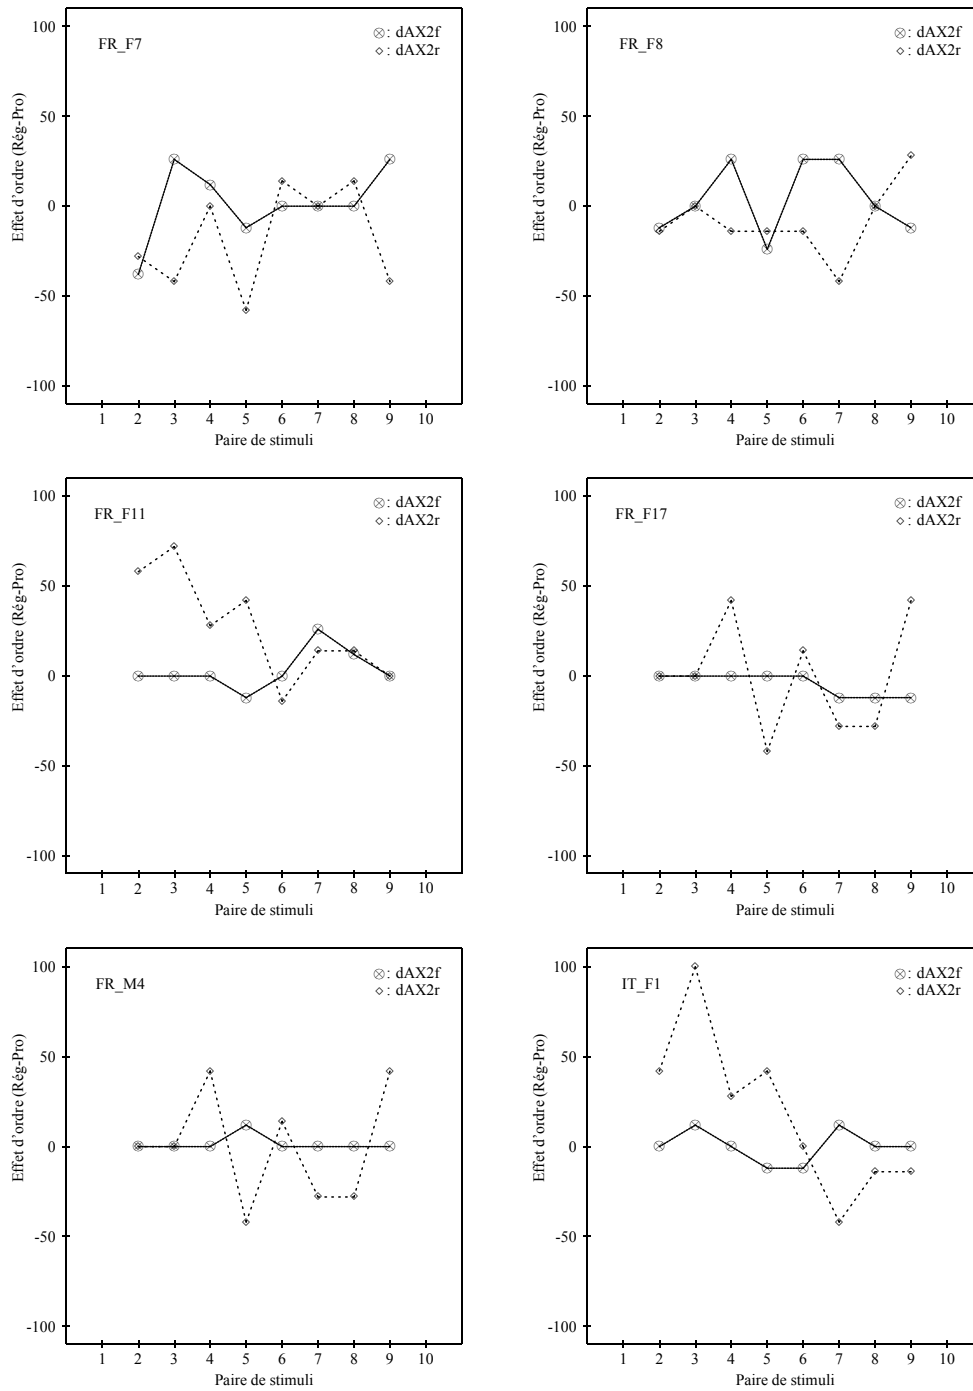 FR_F7
: dAX2f
: dAX2r
100
50
0
-50
-100
Effet d'ordre (Rég-Pro)
1 2 3 4 5 6 7 8 9 10
Paire de stimuli
FR_F8
: dAX2f
: dAX2r
100
50
0
-50
-100
Effet d'ordre (Rég-Pro)
1 2 3 4 5 6 7 8 9 10
Paire de stimuli
FR_F11
: dAX2f
: dAX2r
100
50
0
-50
-100
Effet d'ordre (Rég-Pro)
1 2 3 4 5 6 7 8 9 10
Paire de stimuli
FR_F17
: dAX2f
: dAX2r
100
50
0
-50
-100
Effet d'ordre (Rég-Pro)
1 2 3 4 5 6 7 8 9 10
Paire de stimuli
FR_M4
: dAX2f
: dAX2r
100
50
0
-50
-100
Effet d'ordre (Rég-Pro)
1 2 3 4 5 6 7 8 9 10
Paire de stimuli
IT_F1
: dAX2f
: dAX2r
100
50
0
-50
-100
Effet d'ordre (Rég-Pro)
1 2 3 4 5 6 7 8 9 10
Paire de stimuli